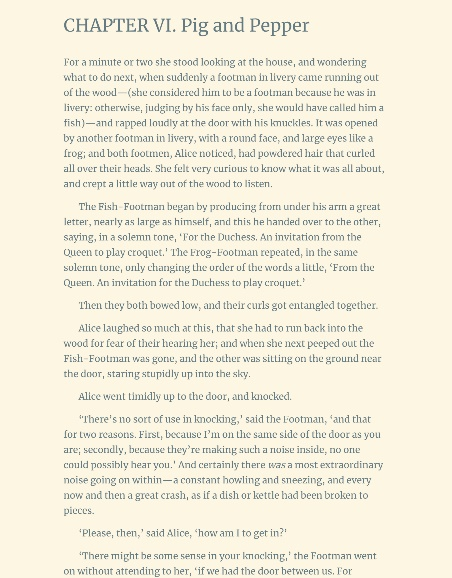 CHAPTER VI. Pig and Pepper
For a minute or two she stood looking at the house, and wondering
what to do next, when suddenly a footman in livery came running out
of the wood—(she considered him to be a footman because he was in
livery: otherwise, judging by his face only, she would have called him a
fish)—and rapped loudly at the door with his knuckles. It was opened
by another footman in livery, with a round face, and large eyes like a
frog; and both footmen, Alice noticed, had powdered hair that curled
all over their heads. She felt very curious to know what it was all about,
and crept a little way out of the wood to listen.
The Fish-Footman began by producing from under his arm a great
letter, nearly as large as himself, and this he handed over to the other,
saying, in a solemn tone, ‘For the Duchess. An invitation from the
Queen to play croquet.’ The Frog-Footman repeated, in the same
solemn tone, only changing the order of the words a little, ‘From the
Queen. An invitation for the Duchess to play croquet.’
Then they both bowed low, and their curls got entangled together.
Alice laughed so much at this, that she had to run back into the
wood for fear of their hearing her; and when she next peeped out the
Fish-Footman was gone, and the other was sitting on the ground near
the door, staring stupidly up into the sky.
Alice went timidly up to the door, and knocked.
‘There’s no sort of use in knocking,’ said the Footman, ‘and that
for two reasons. First, because I’m on the same side of the door as you
are; secondly, because they’re making such a noise inside, no one
could possibly hear you.’ And certainly there was a most extraordinary
noise going on within—a constant howling and sneezing, and every
now and then a great crash, as if a dish or kettle had been broken to
pieces.
‘Please, then,’ said Alice, ‘how am I to get in?’
‘There might be some sense in your knocking,’ the Footman went
on without attending to her, ‘if we had the door between us. For